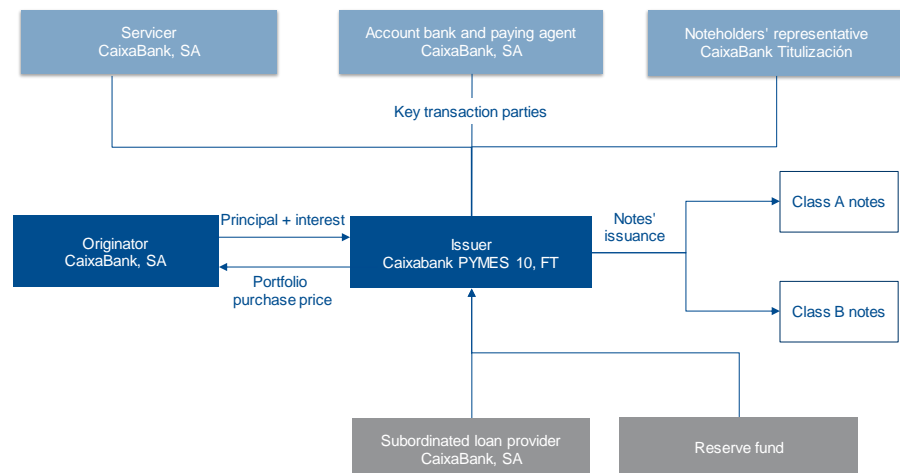 Servicer
CaixaBank, SA
Account bank and paying agent
CaixaBank, SA
Noteholders' representative
CaixaBank Titulización
Key transaction parties
Principal + interest
Originator
CaixaBank, SA
Portfolio
purchase price
Issuer
Caixabank PYMES 10, FT
Notes'
issuance
Class A notes
Class B notes
Subordinated loan provider
CaixaBank, SA
Reserve fund